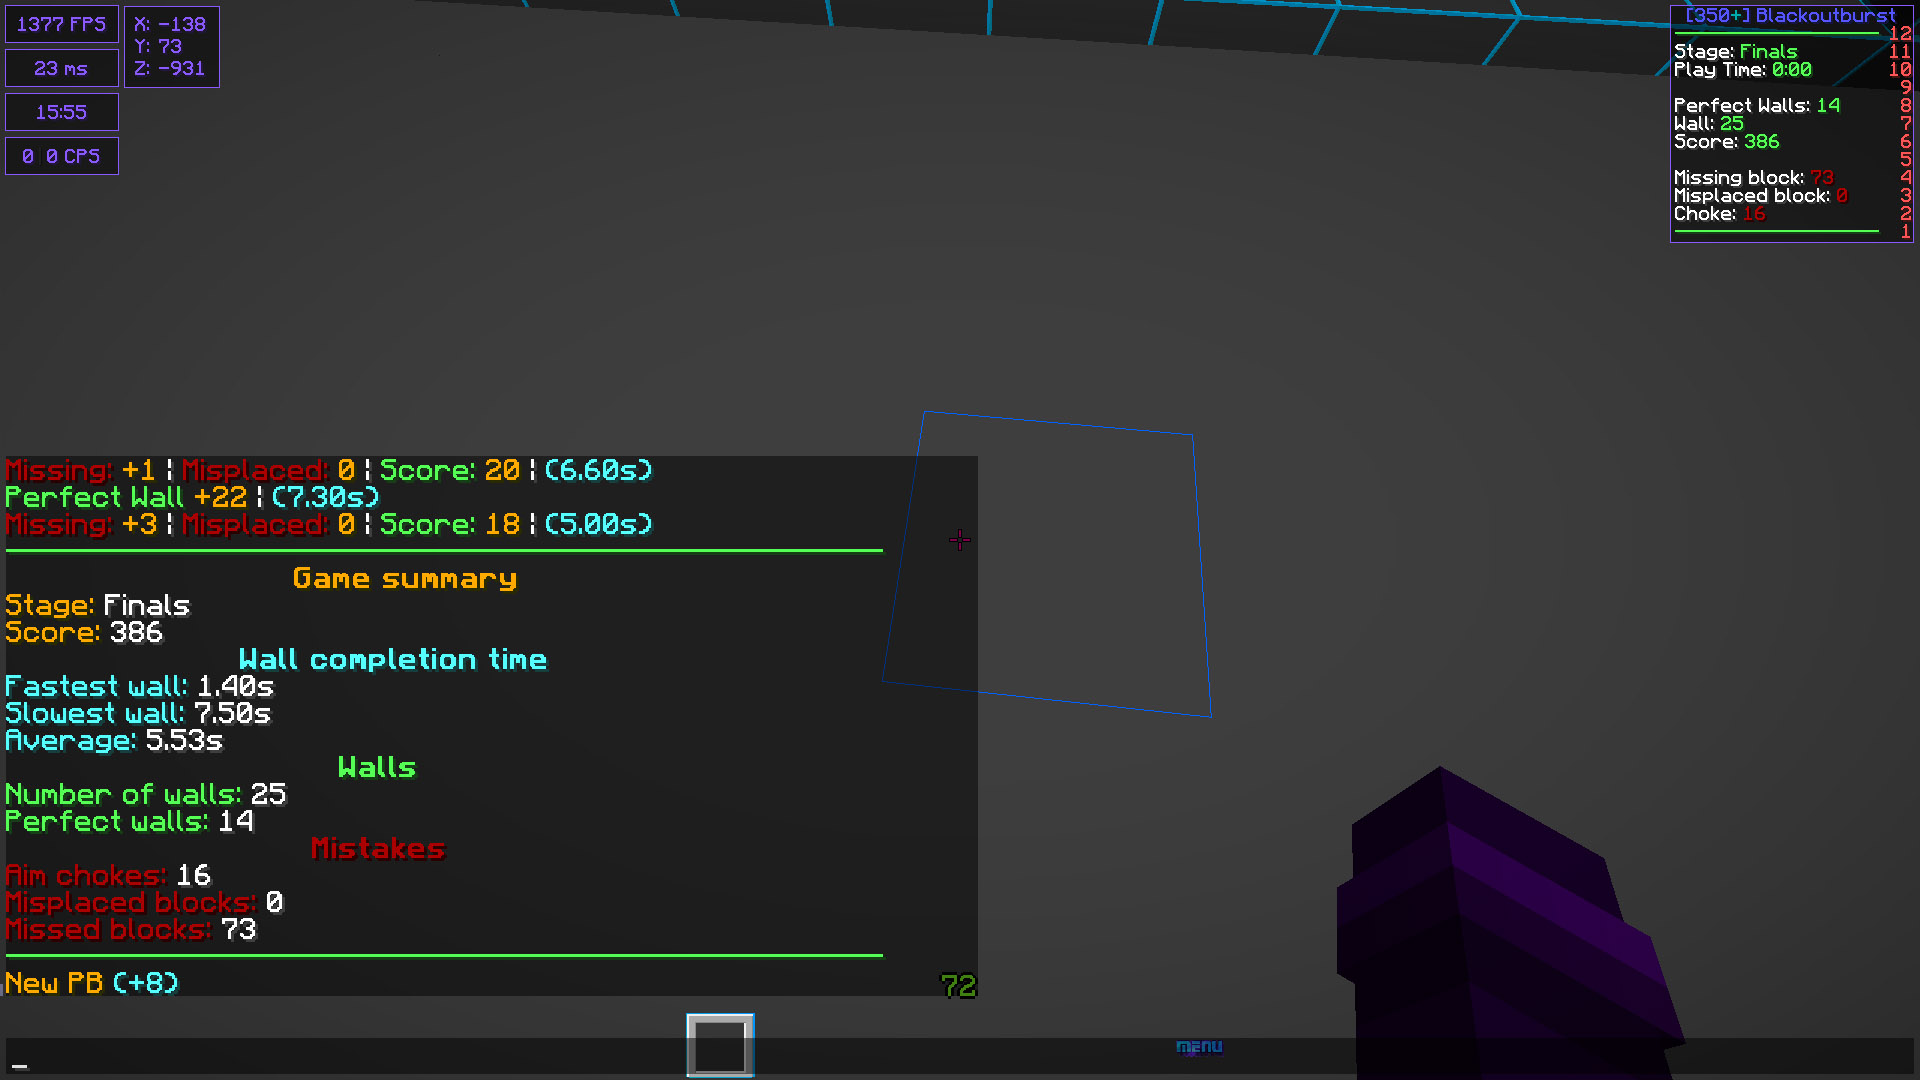 1377 FPS
X: -138
Y: 73
Z: -931
23 ms
15:55
0 0 CPS
[350+] Blackoutburst
12
Stage: Finals 11
Play Time: 0:00 10
9
Perfect Walls: 14 8
Wall: 25 7
Score: 386 6
5
Missing block: 73 4
Misplaced block: 0 3
Choke: 16 2
1
Missing: +1 | Misplaced: 0 | Score: 20 | (6.60s)
Perfect Wall +22 | (7.30s)
Missing: +3 | Misplaced: 0 | Score: 18 | (5.00s)
Game summary
Stage: Finals
Score: 386
Wall completion time
Fastest wall: 1.40s
Slowest wall: 7.50s
Average: 5.53s
Walls
Number of walls: 25
Perfect walls: 14
Mistakes
Aim chokes: 16
Misplaced blocks: 0
Missed blocks: 73
New PB (+8)
72
MENU
_